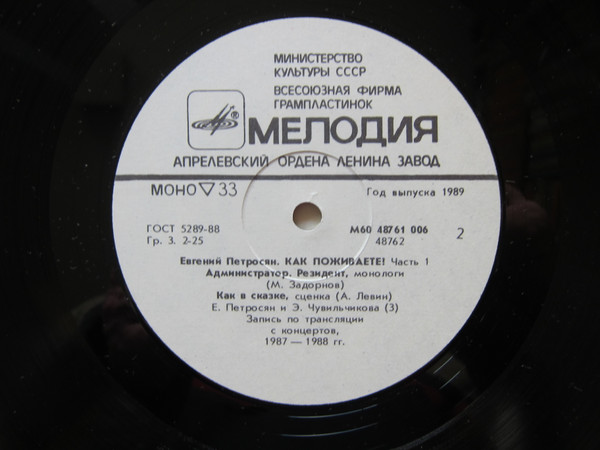 МИНИСТЕРСТВО
КУЛЬТУРЫ СССР
ВСЕСОЮЗНАЯ ФИРМА
ГРАМПЛАСТИНОК
® МЕЛОДИЯ
АПРЕЛЕВСКИЙ ОРДЕНА ЛЕНИНА ЗАВОД
МОНО ▽ 33 Год выпуска 1989
ГОСТ 5289-88 М60 48761 006
Гр. 3. 2-25 48762 2
Евгений Петросян. КАК ПОЖИВАЕТЕ! Часть 1
Администратор. Резидент, монологи
(М. Задорнов)
Как в сказке, сценка (А. Левин)
Е. Петросян и Э. Чувильчикова (3)
Запись по трансляции
с концертов,
1987 — 1988 гг.